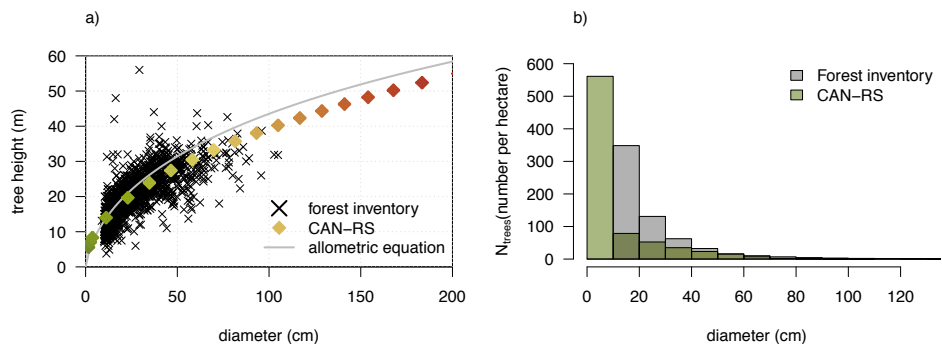 a)
tree height (m)
60
50
40
30
20
10
0
forest inventory
CAN−RS
allometric equation
0
50
100
150
200
diameter (cm)
b)
N_trees(number per hectare)
600
500
400
300
200
100
0
Forest inventory
CAN−RS
0
20
40
60
80
100
120
diameter (cm)